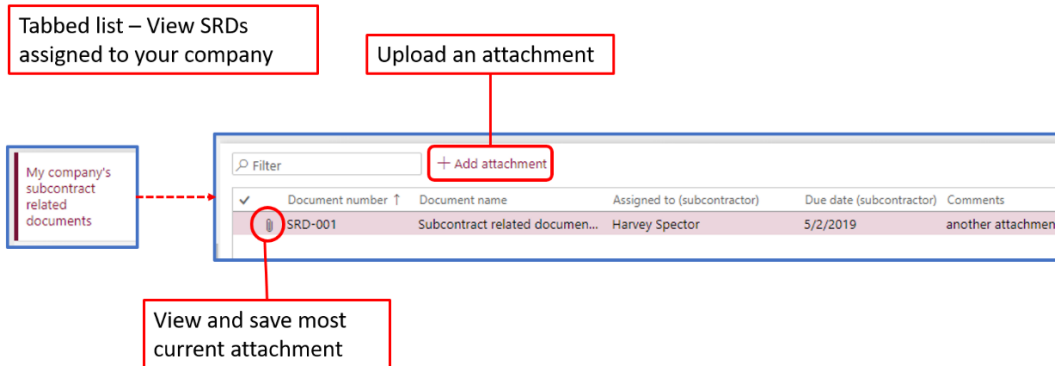 Tabbed list – View SRDs
assigned to your company
Upload an attachment
My company's
subcontract
related
documents
Filter
+ Add attachment
Document number ↑ Document name Assigned to (subcontractor) Due date (subcontractor) Comments
SRD-001 Subcontract related documen... Harvey Spector 5/2/2019 another attachmen
View and save most
current attachment